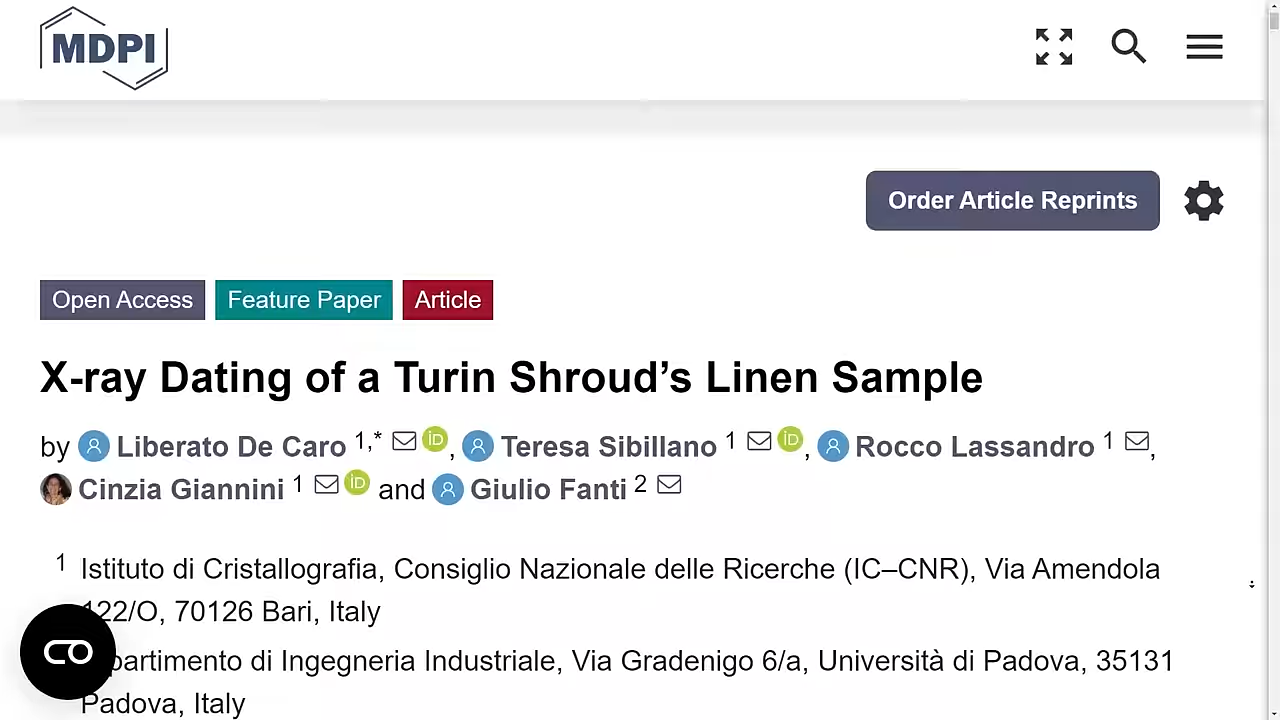 MDPI
Order Article Reprints
Open Access Feature Paper Article
X-ray Dating of a Turin Shroud’s Linen Sample
by Liberato De Caro 1,* iD, Teresa Sibillano 1 iD, Rocco Lassandro 1,
Cinzia Giannini 1 iD and Giulio Fanti 2
1 Istituto di Cristallografia, Consiglio Nazionale delle Ricerche (IC–CNR), Via Amendola
122/O, 70126 Bari, Italy
di Ingegneria Industriale, Via Gradenigo 6/a, Università di Padova, 35131
Padova, Italy